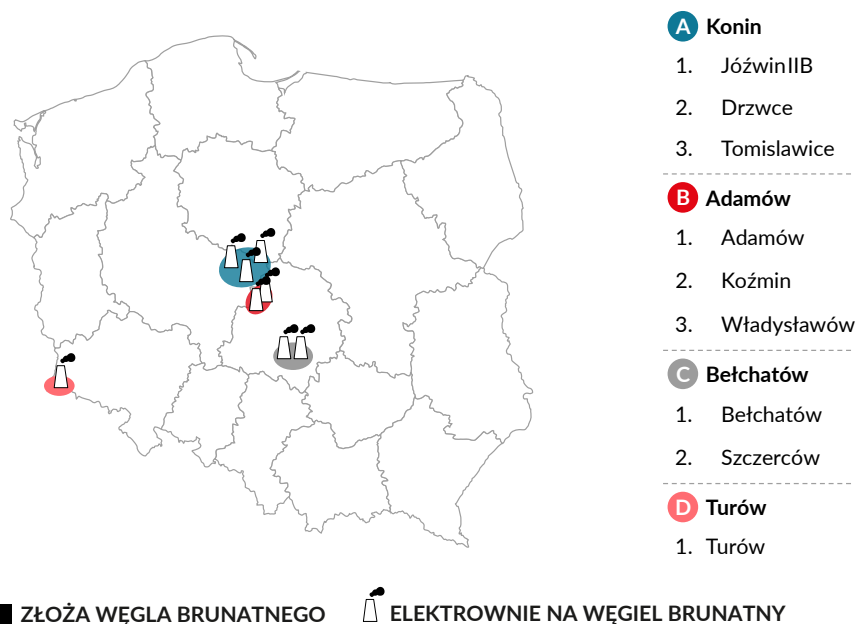 A Konin
1. JóźwinIIB
2. Drzwce
3. Tomislawice
B Adamów
1. Adamów
2. Koźmin
3. Władysławów
C Bełchatów
1. Bełchatów
2. Szczerców
D Turów
1. Turów
ZŁOŻA WĘGLA BRUNATNEGO
ELEKTROWNIE NA WĘGIEL BRUNATNY